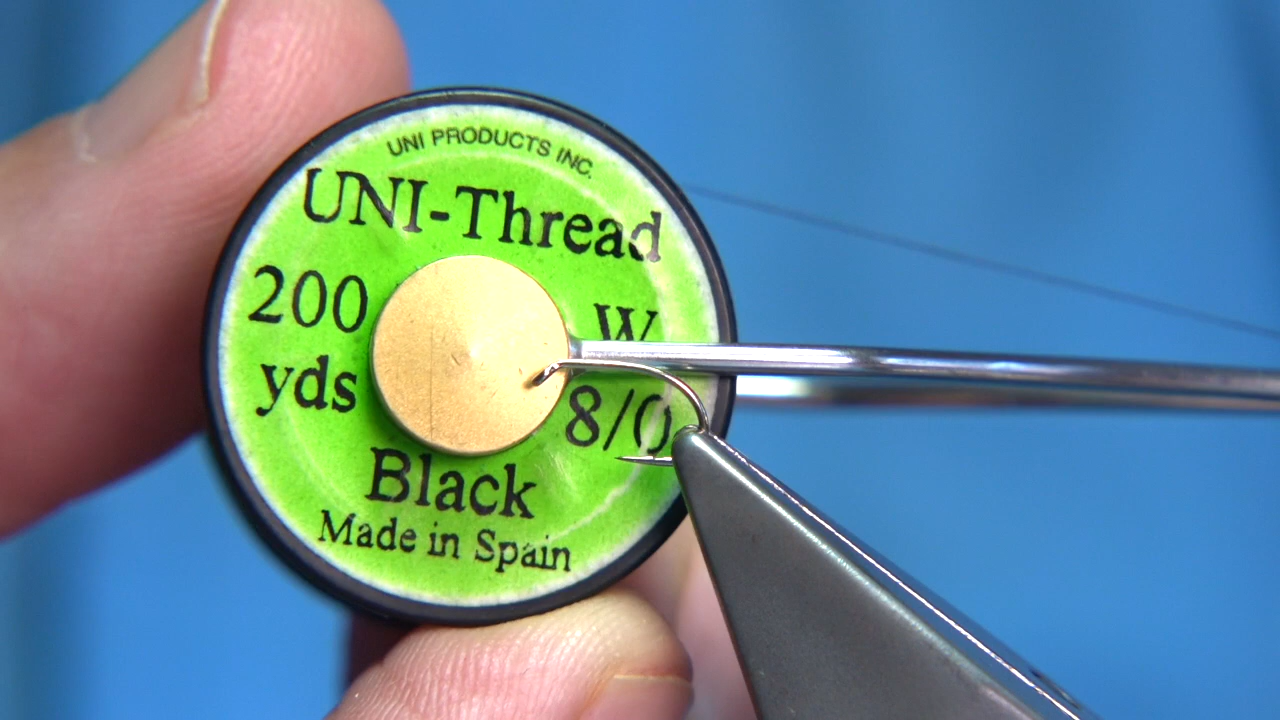 UNI PRODUCTS INC.
UNI-Thread
200 W
yds 8/0
Black
Made in Spain